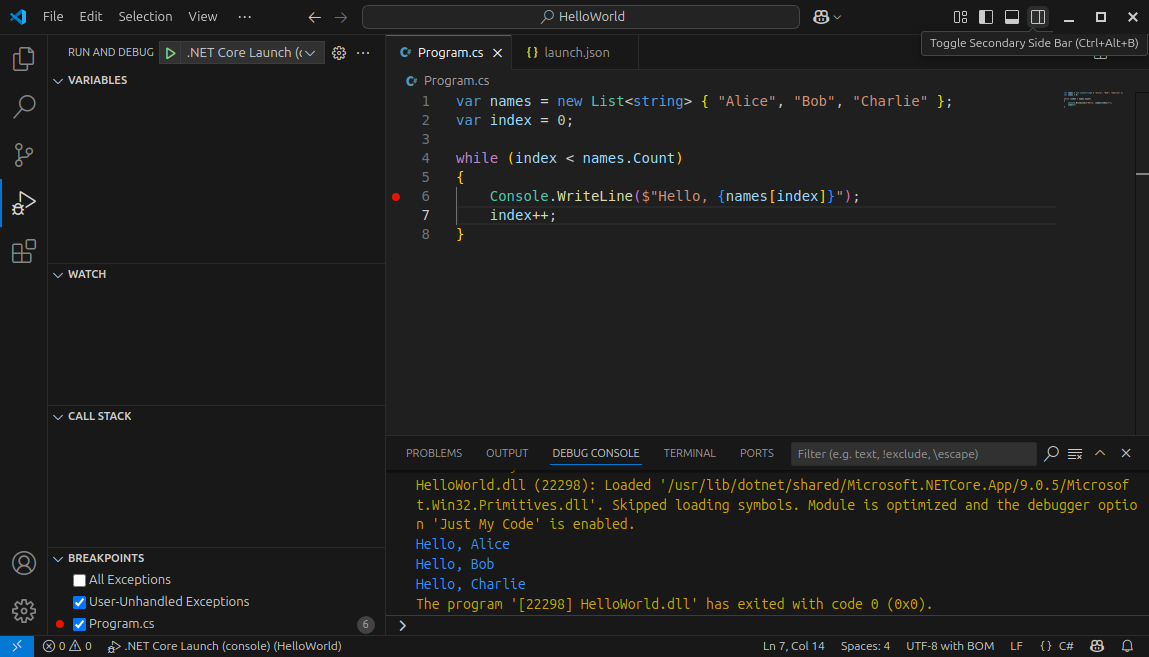 File Edit Selection View ··· HelloWorld
Toggle Secondary Side Bar (Ctrl+Alt+B)
RUN AND DEBUG .NET Core Launch (c
VARIABLES
WATCH
CALL STACK
BREAKPOINTS
All Exceptions
User-Unhandled Exceptions
Program.cs 6
C# Program.cs {} launch.json
C# Program.cs
1 var names = new List<string> { "Alice", "Bob", "Charlie" };
2 var index = 0;
3
4 while (index < names.Count)
5 {
6 Console.WriteLine($"Hello, {names[index]}");
7 index++;
8 }
PROBLEMS OUTPUT DEBUG CONSOLE TERMINAL PORTS Filter (e.g. text, !exclude, \escape)
HelloWorld.dll (22298): Loaded '/usr/lib/dotnet/shared/Microsoft.NETCore.App/9.0.5/Microsof
t.Win32.Primitives.dll'. Skipped loading symbols. Module is optimized and the debugger optio
n 'Just My Code' is enabled.
Hello, Alice
Hello, Bob
Hello, Charlie
The program '[22298] HelloWorld.dll' has exited with code 0 (0x0).
>
0 0 .NET Core Launch (console) (HelloWorld) Ln 7, Col 14 Spaces: 4 UTF-8 with BOM LF {} C#